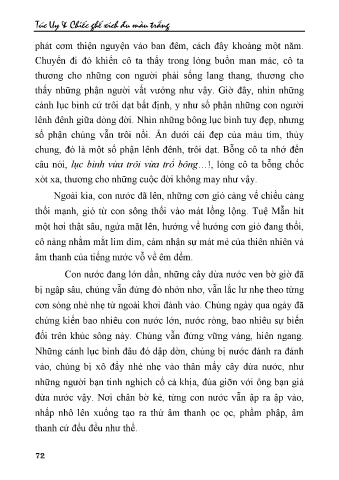 Túc Uy & Chiếc ghế xích đu màu trắng
phát cơm thiện nguyện vào ban đêm, cách đây khoảng một năm.
Chuyến đi đó khiến cô ta thấy trong lòng buồn man mác, cô ta
thương cho những con người phải sống lang thang, thương cho
thấy những phận người vất vưởng như vậy. Giờ đây, nhìn những
cánh lục bình cứ trôi dạt bất định, y như số phận những con người
lênh đênh giữa dòng đời. Nhìn những bông lục bình tuy đẹp, nhưng
số phận chúng vẫn trôi nổi. Ẩn dưới cái đẹp của màu tím, thủy
chung, đó là một số phận lênh đênh, trôi dạt. Bỗng cô ta nhớ đến
câu nói, lục bình vừa trôi vừa trổ bông…!, lòng cô ta bỗng chốc
xót xa, thương cho những cuộc đời không may như vậy.
Ngoài kia, con nước đã lên, những cơn gió càng về chiều càng
thổi mạnh, gió từ con sông thổi vào mát lồng lộng. Tuệ Mẫn hít
một hơi thật sâu, ngửa mặt lên, hướng về hướng cơn gió đang thổi,
cô nàng nhắm mắt lim dim, cảm nhận sự mát mẻ của thiên nhiên và
âm thanh của tiếng nước vỗ về êm đềm.
Con nước đang lớn dần, những cây dừa nước ven bờ giờ đã
bị ngập sâu, chúng vẫn đứng đó nhởn nhơ, vẫn lắc lư nhẹ theo từng
cơn sóng nhè nhẹ từ ngoài khơi đánh vào. Chúng ngày qua ngày đã
chứng kiến bao nhiêu con nước lớn, nước ròng, bao nhiêu sự biến
đổi trên khúc sông này. Chúng vẫn đứng vững vàng, hiên ngang.
Những cánh lục bình đâu đó dập dờn, chúng bị nước đánh ra đánh
vào, chúng bị xô đẩy nhè nhẹ vào thân mấy cây dừa nước, như
những người bạn tinh nghịch cố cà khịa, đùa giỡn với ông bạn già
dừa nước vậy. Nơi chân bờ kè, từng con nước vẫn ập ra ập vào,
nhấp nhô lên xuống tạo ra thứ âm thanh ọc ọc, phầm phập, âm
thanh cứ đều đều như thế.
72